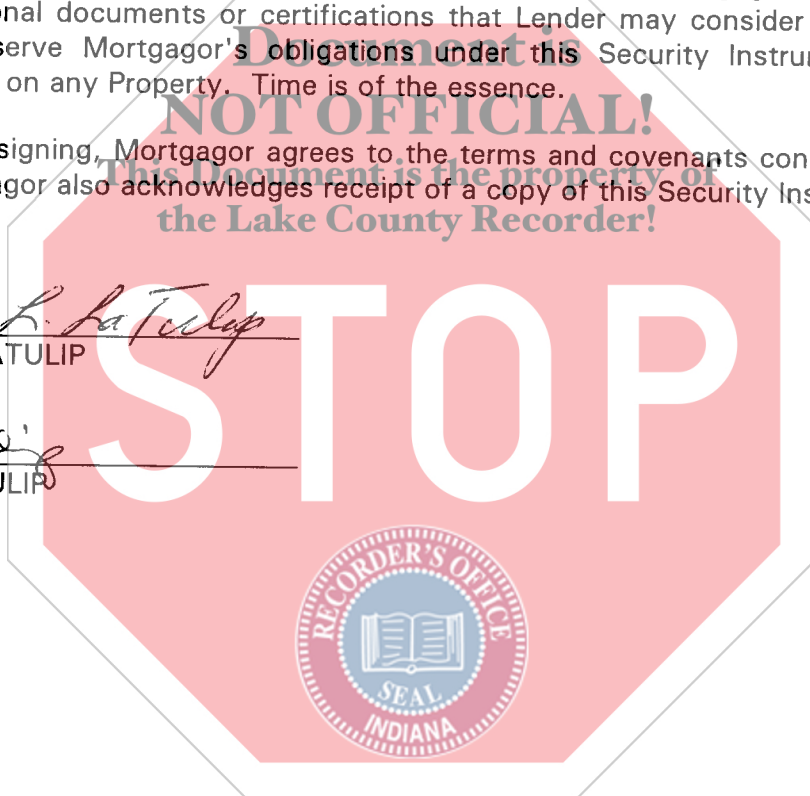 nal documents or certifications that Lender may consider
serve Mortgagor's obligations under this Security Instru
on any Property. Time is of the essence.
Document is
NOT OFFICIAL!
signing, Mortgagor agrees to the terms and covenants con
gor also acknowledges receipt of a copy of this Security Ins
This Document is the property of
the Lake County Recorder!
L. LaTulip
ATULIP
ULIP
STOP
RECORDER'S OFFICE
SEAL
INDIANA